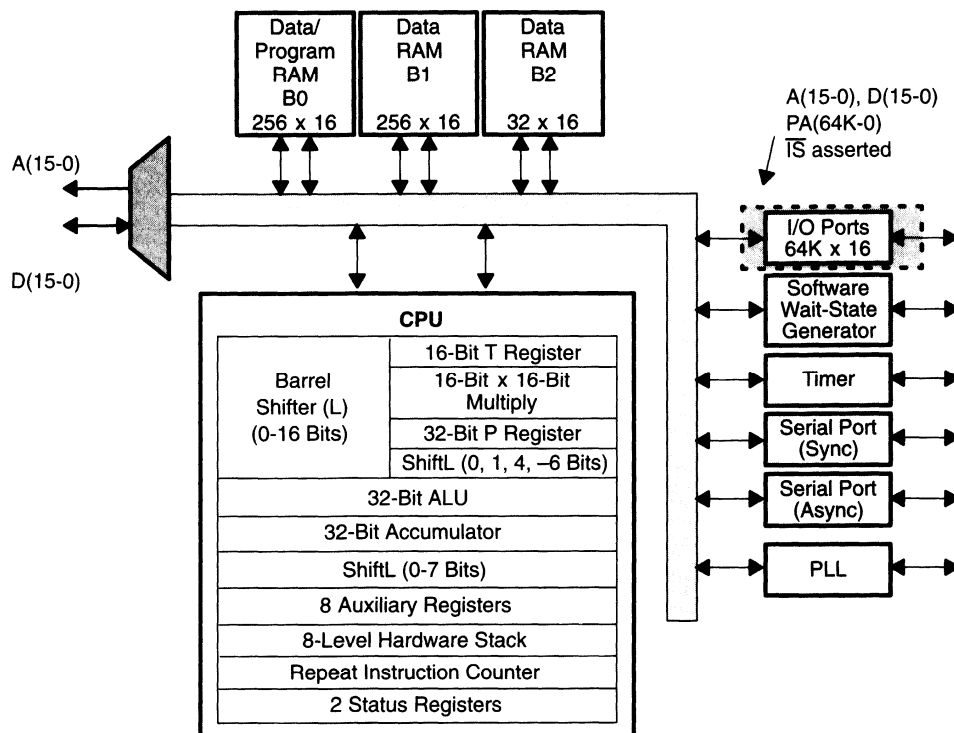 Data/
Program
RAM
B0
256 x 16
Data
RAM
B1
256 x 16
Data
RAM
B2
32 x 16
A(15-0), D(15-0)
PA(64K-0)
I̅S̅ asserted
A(15-0)
D(15-0)
I/O Ports
64K x 16
Software
Wait-State
Generator
Timer
Serial Port
(Sync)
Serial Port
(Async)
PLL
CPU
Barrel
Shifter (L)
(0-16 Bits)
16-Bit T Register
16-Bit x 16-Bit
Multiply
32-Bit P Register
ShiftL (0, 1, 4, –6 Bits)
32-Bit ALU
32-Bit Accumulator
ShiftL (0-7 Bits)
8 Auxiliary Registers
8-Level Hardware Stack
Repeat Instruction Counter
2 Status Registers